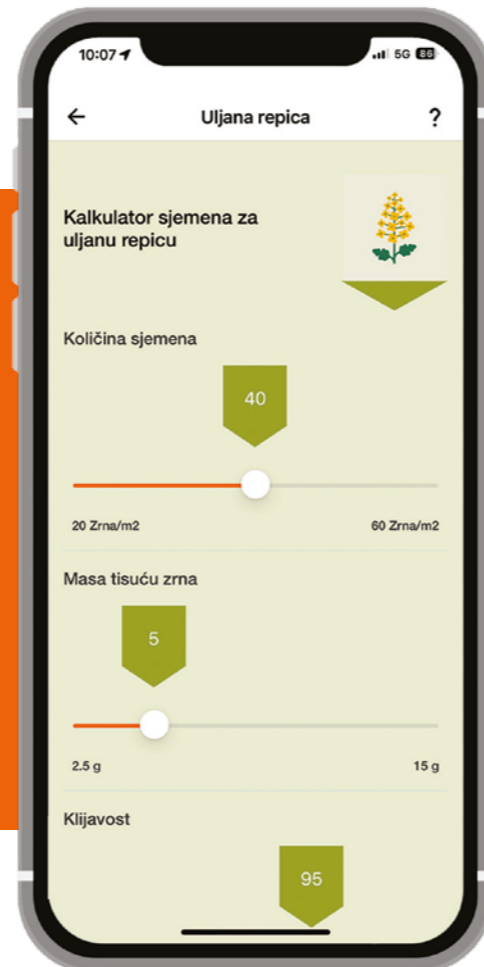 10:07
5G 86
Uljana repica
?
Kalkulator sjemena za
uljanu repicu
Količina sjemena
40
20 Zrna/m2
60 Zrna/m2
Masa tisuću zrna
5
2.5 g
15 g
Klijavost
95